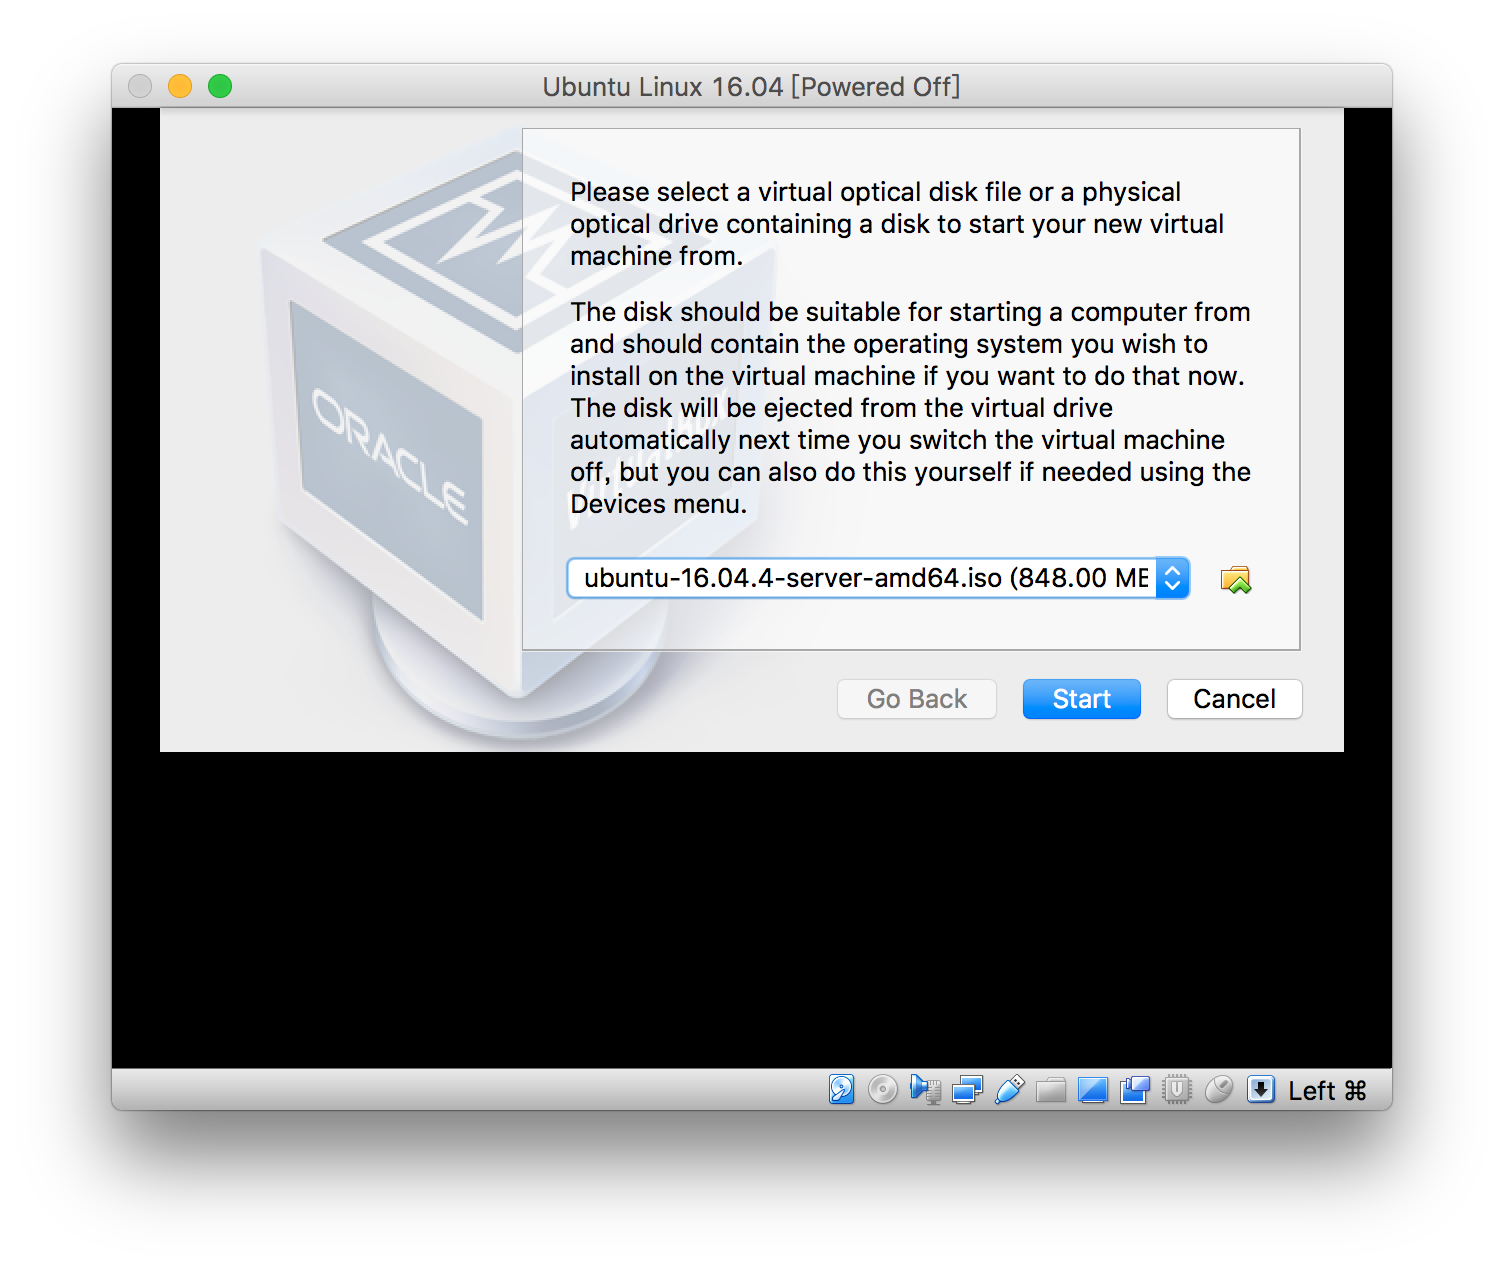 Ubuntu Linux 16.04 [Powered Off]
Please select a virtual optical disk file or a physical
optical drive containing a disk to start your new virtual
machine from.
The disk should be suitable for starting a computer from
and should contain the operating system you wish to
install on the virtual machine if you want to do that now.
The disk will be ejected from the virtual drive
automatically next time you switch the virtual machine
off, but you can also do this yourself if needed using the
Devices menu.
ORACLE
VirtualBox
ubuntu-16.04.4-server-amd64.iso (848.00 ME
Go Back
Start
Cancel
Left ⌘